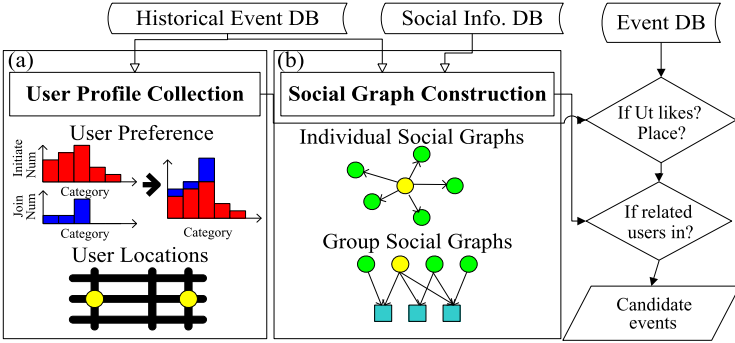 Historical Event DB
Social Info. DB
Event DB
(a)
(b)
User Profile Collection
Social Graph Construction
If Ut likes?
Place?
User Preference
Initiate
Num
Category
Join
Num
Category
Category
User Locations
Individual Social Graphs
Group Social Graphs
If related
users in?
Candidate
events